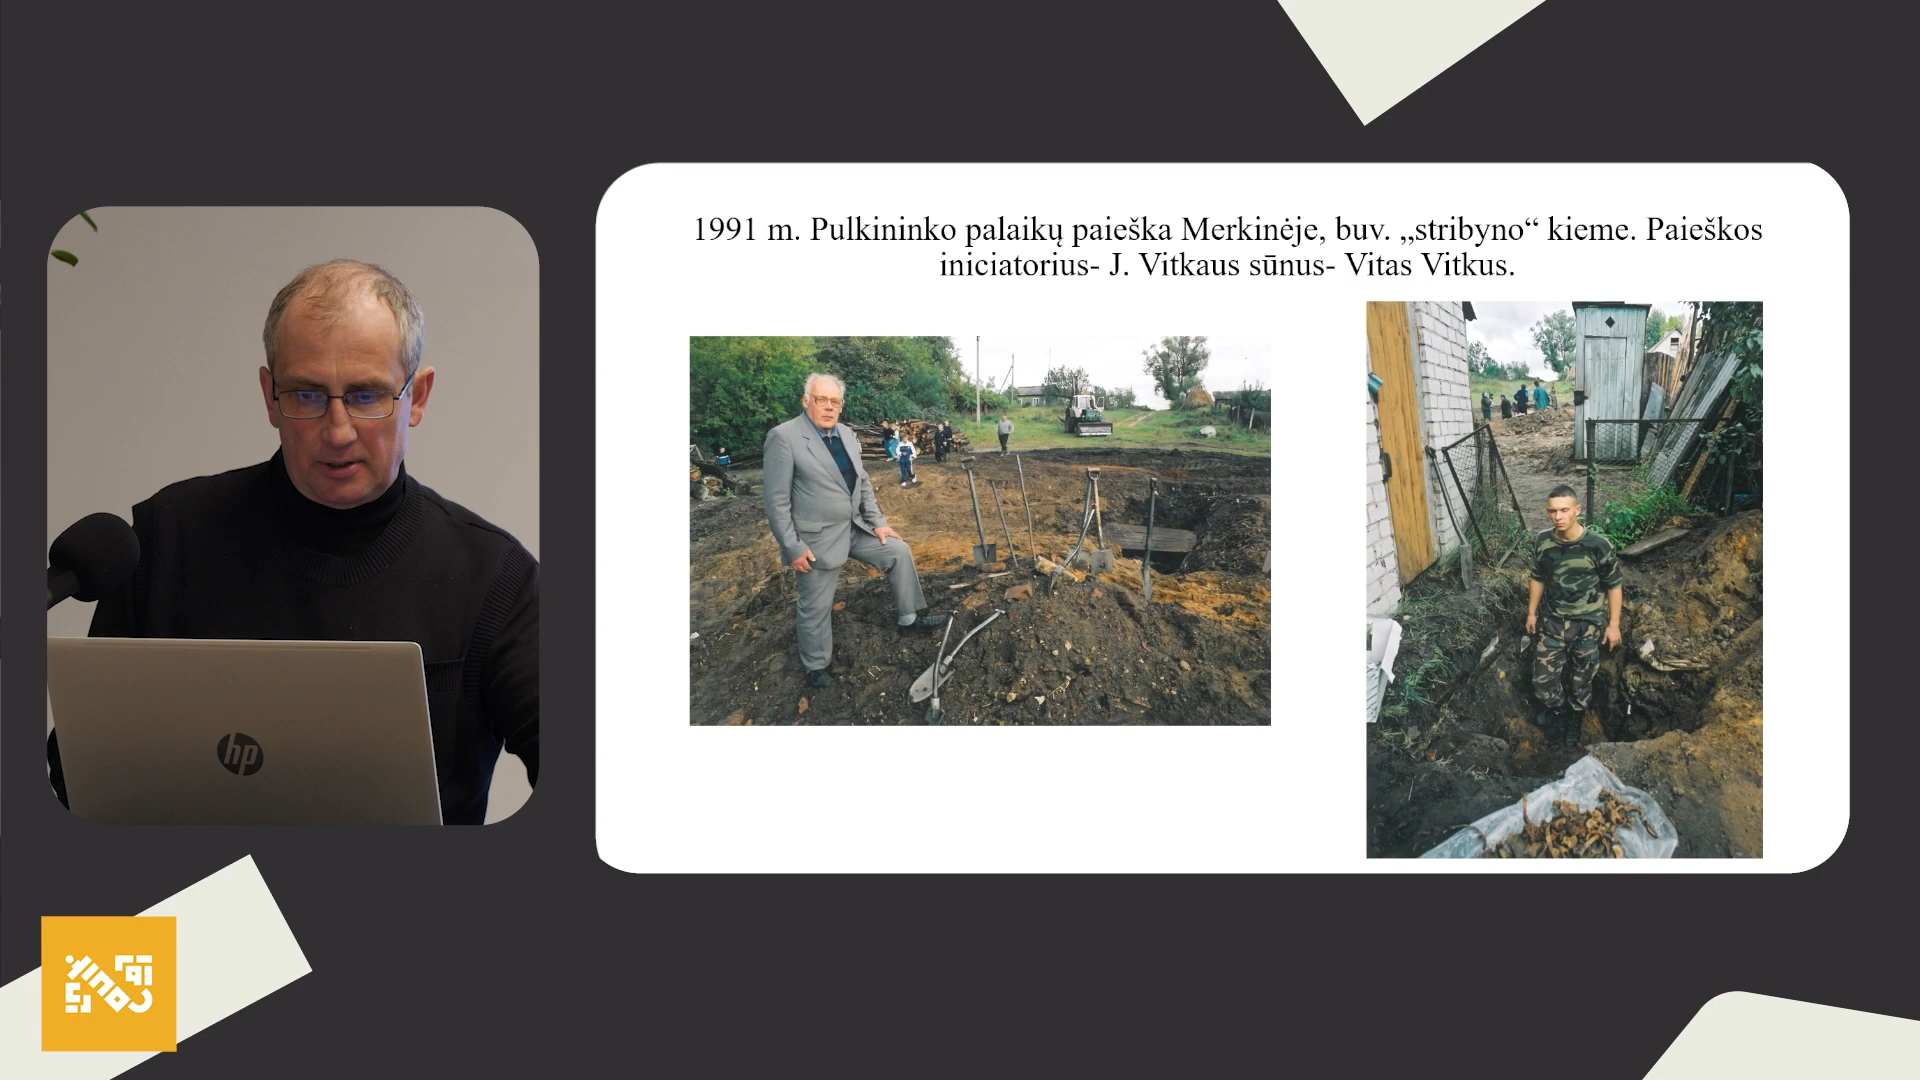 1991 m. Pulkininko palaikų paieška Merkinėje, buv. „stribyno“ kieme. Paieškos
iniciatorius- J. Vitkaus sūnus- Vitas Vitkus.
hp